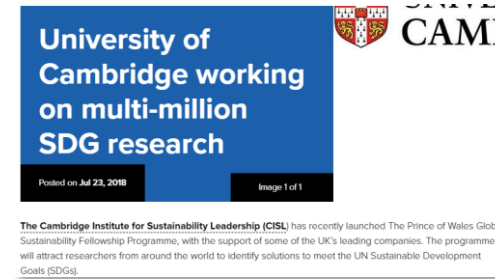 University of
Cambridge working
on multi-million
SDG research
Posted on Jul 23, 2018
Image 1 of 1
The Cambridge Institute for Sustainability Leadership (CISL) has recently launched The Prince of Wales Glob
Sustainability Fellowship Programme, with the support of some of the UK's leading companies. The programme
will attract researchers from around the world to identify solutions to meet the UN Sustainable Development
Goals (SDGs).